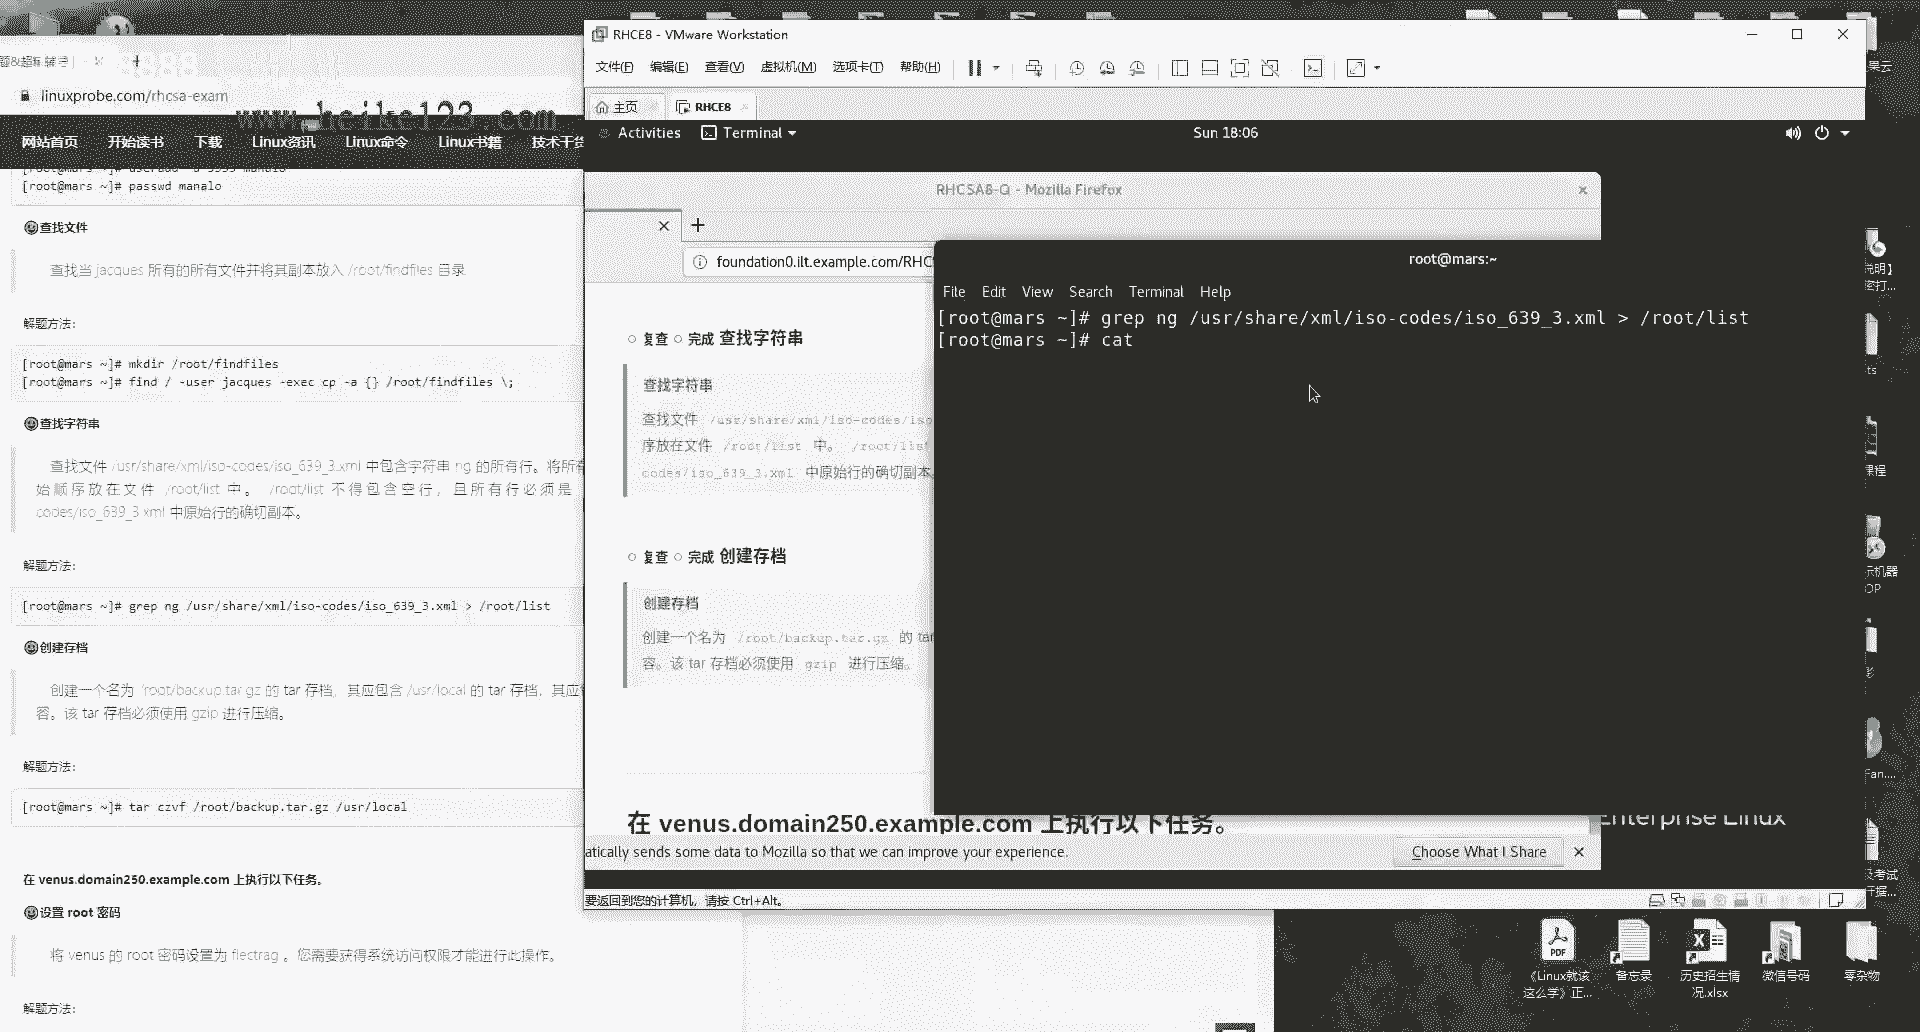 RHCE8 - VMware Workstation
文件(F) 编辑(E) 查看(V) 虚拟机(M) 选项卡(T) 帮助(H)
主页 RHCE8
Activities Terminal Sun 18:06
linuxprobe.com/rhcsa-exam
www.heike123.com
网站首页 开始读书 下载 Linux资讯 Linux命令 Linux书籍
[root@mars ~]# passwd manalo
查找文件
查找当 jacques 所有的所有文件并将其副本放入 /root/findfiles 目录
解题方法:
[root@mars ~]# mkdir /root/findfiles
[root@mars ~]# find / -user jacques -exec cp -a {} /root/findfiles \;
查找字符串
查找文件 /usr/share/xml/iso-codes/iso_639_3.xml 中包含字符串 ng 的所有行。将所有
始顺序放在文件 /root/list 中。 /root/list 不得包含空行，且所有行必须是
codes/iso_639_3.xml 中原始行的确切副本。
解题方法:
[root@mars ~]# grep ng /usr/share/xml/iso-codes/iso_639_3.xml > /root/list
创建存档
创建一个名为 /root/backup.tar.gz 的 tar 存档，其应包含 /usr/local 的 tar 存档，其应
容。该 tar 存档必须使用 gzip 进行压缩。
解题方法:
[root@mars ~]# tar czvf /root/backup.tar.gz /usr/local
在 venus.domain250.example.com 上执行以下任务。
设置 root 密码
将 venus 的 root 密码设置为 flectrag 。您需要获得系统访问权限才能进行此操作。
解题方法:
RHCSA8-Q - Mozilla Firefox
foundation0.ilt.example.com/RHC
复查 完成 查找字符串
查找字符串
查找文件 /usr/share/xml/iso-codes/iso
序放在文件 /root/list 中。 /root/list
codes/iso_639_3.xml 中原始行的确切副本。
复查 完成 创建存档
创建存档
创建一个名为 /root/backup.tar.gz 的 tar
容。该 tar 存档必须使用 gzip 进行压缩。
在 venus.domain250.example.com 上执行以下任务。
atically sends some data to Mozilla so that we can improve your experience.
Choose What I Share
root@mars:~
File Edit View Search Terminal Help
[root@mars ~]# grep ng /usr/share/xml/iso-codes/iso_639_3.xml > /root/list
[root@mars ~]# cat
Enterprise Linux
要返回到您的计算机，请按 Ctrl+Alt。
PDF
《Linux就该
这么学》正...
备忘录
历史招生情
况.xlsx
微信号码
零杂物